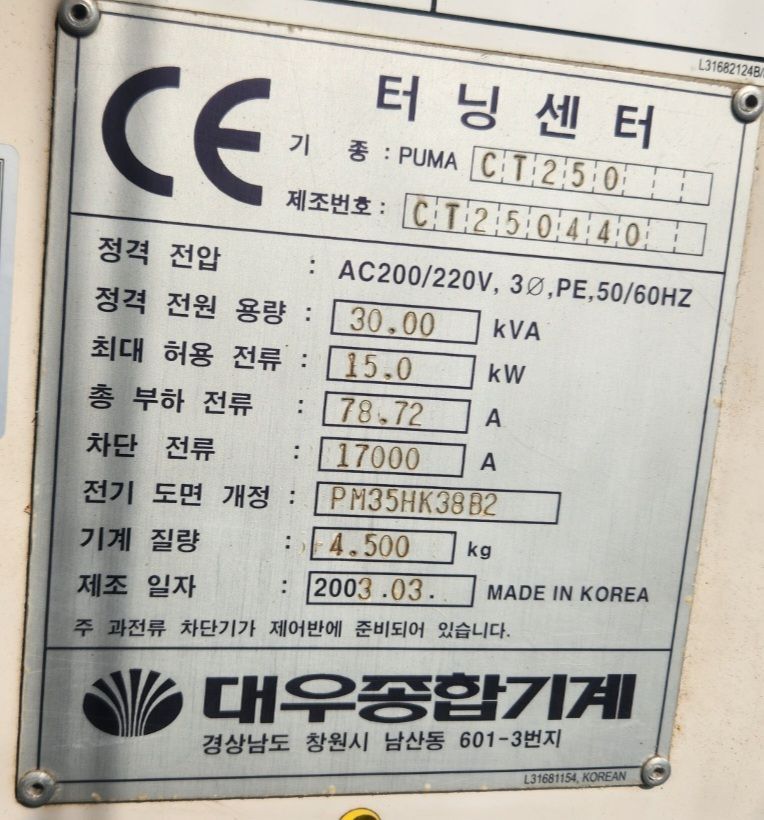 L31682124B/
CE
터닝센터
기 종 : PUMA CT250
제조번호 : CT250440
정격 전압 : AC200/220V, 3∅,PE,50/60HZ
정격 전원 용량 : 30.00 kVA
최대 허용 전류 : 15.0 kW
총 부하 전류 : 78.72 A
차단 전류 : 17000 A
전기 도면 개정 : PM35HK38B2
기계 질량 : 4.500 kg
제조 일자 : 2003.03. MADE IN KOREA
주 과전류 차단기가 제어반에 준비되어 있습니다.
대우종합기계
경상남도 창원시 남산동 601-3번지
L31681154, KOREAN